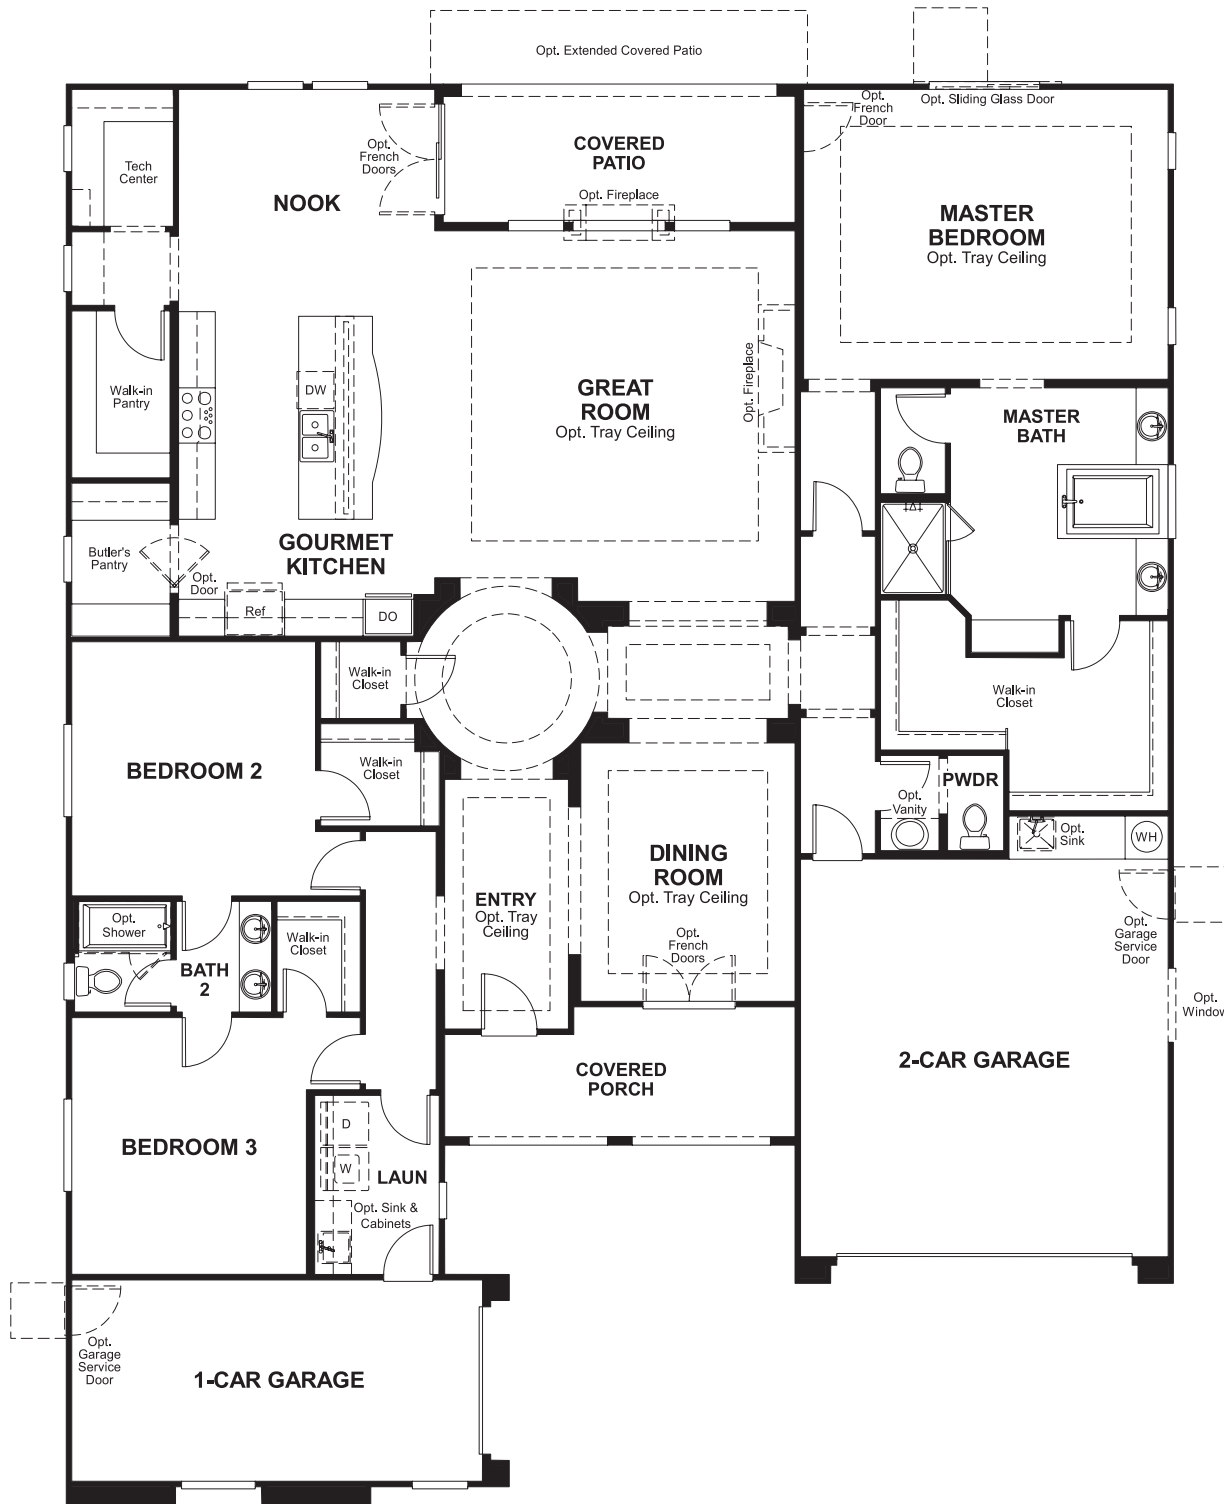 Opt. Extended Covered Patio
Opt.
French
Door
Opt. Sliding Glass Door
Tech
Center
Opt.
French
Doors
COVERED
PATIO
Opt. Fireplace
NOOK
MASTER
BEDROOM
Opt. Tray Ceiling
Walk-in
Pantry
DW
GREAT
ROOM
Opt. Tray Ceiling
Opt. Fireplace
MASTER
BATH
Butler's
Pantry
Opt.
Door
GOURMET
KITCHEN
Ref
DO
Walk-in
Closet
Walk-in
Closet
BEDROOM 2
Walk-in
Closet
Opt.
Vanity
PWDR
Opt.
Sink
WH
DINING
ROOM
Opt. Tray Ceiling
Opt.
French
Doors
ENTRY
Opt. Tray
Ceiling
Opt.
Shower
BATH
2
Walk-in
Closet
Opt.
Garage
Service
Door
Opt.
Window
2-CAR GARAGE
COVERED
PORCH
BEDROOM 3
D
W
LAUN
Opt. Sink &
Cabinets
Opt.
Garage
Service
Door
1-CAR GARAGE